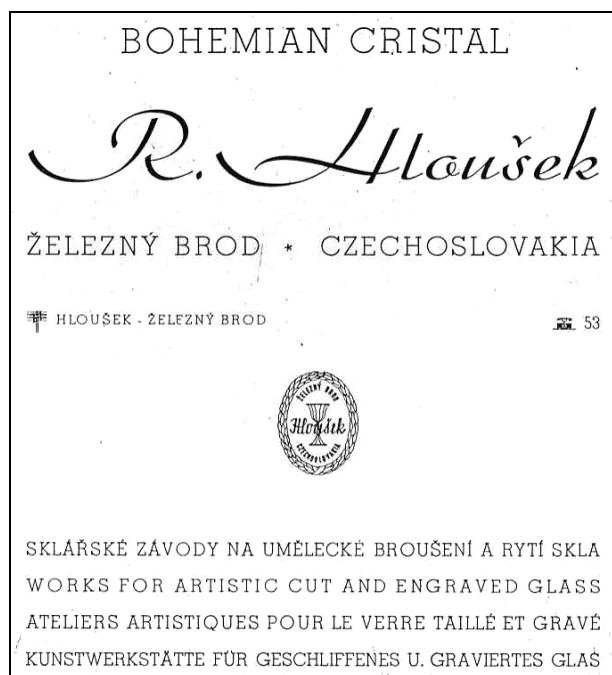 BOHEMIAN CRISTAL
R. Hloušek
ŽELEZNÝ BROD * CZECHOSLOVAKIA
HLOUŠEK - ŽELEZNÝ BROD 53
ŽELEZNÝ BROD
Hloušek
CZECHOSLOVAKIA
SKLÁŘSKÉ ZÁVODY NA UMĚLECKÉ BROUŠENÍ A RYTÍ SKLA
WORKS FOR ARTISTIC CUT AND ENGRAVED GLASS
ATELIERS ARTISTIQUES POUR LE VERRE TAILLÉ ET GRAVÉ
KUNSTWERKSTÄTTE FÜR GESCHLIFFENES U. GRAVIERTES GLAS